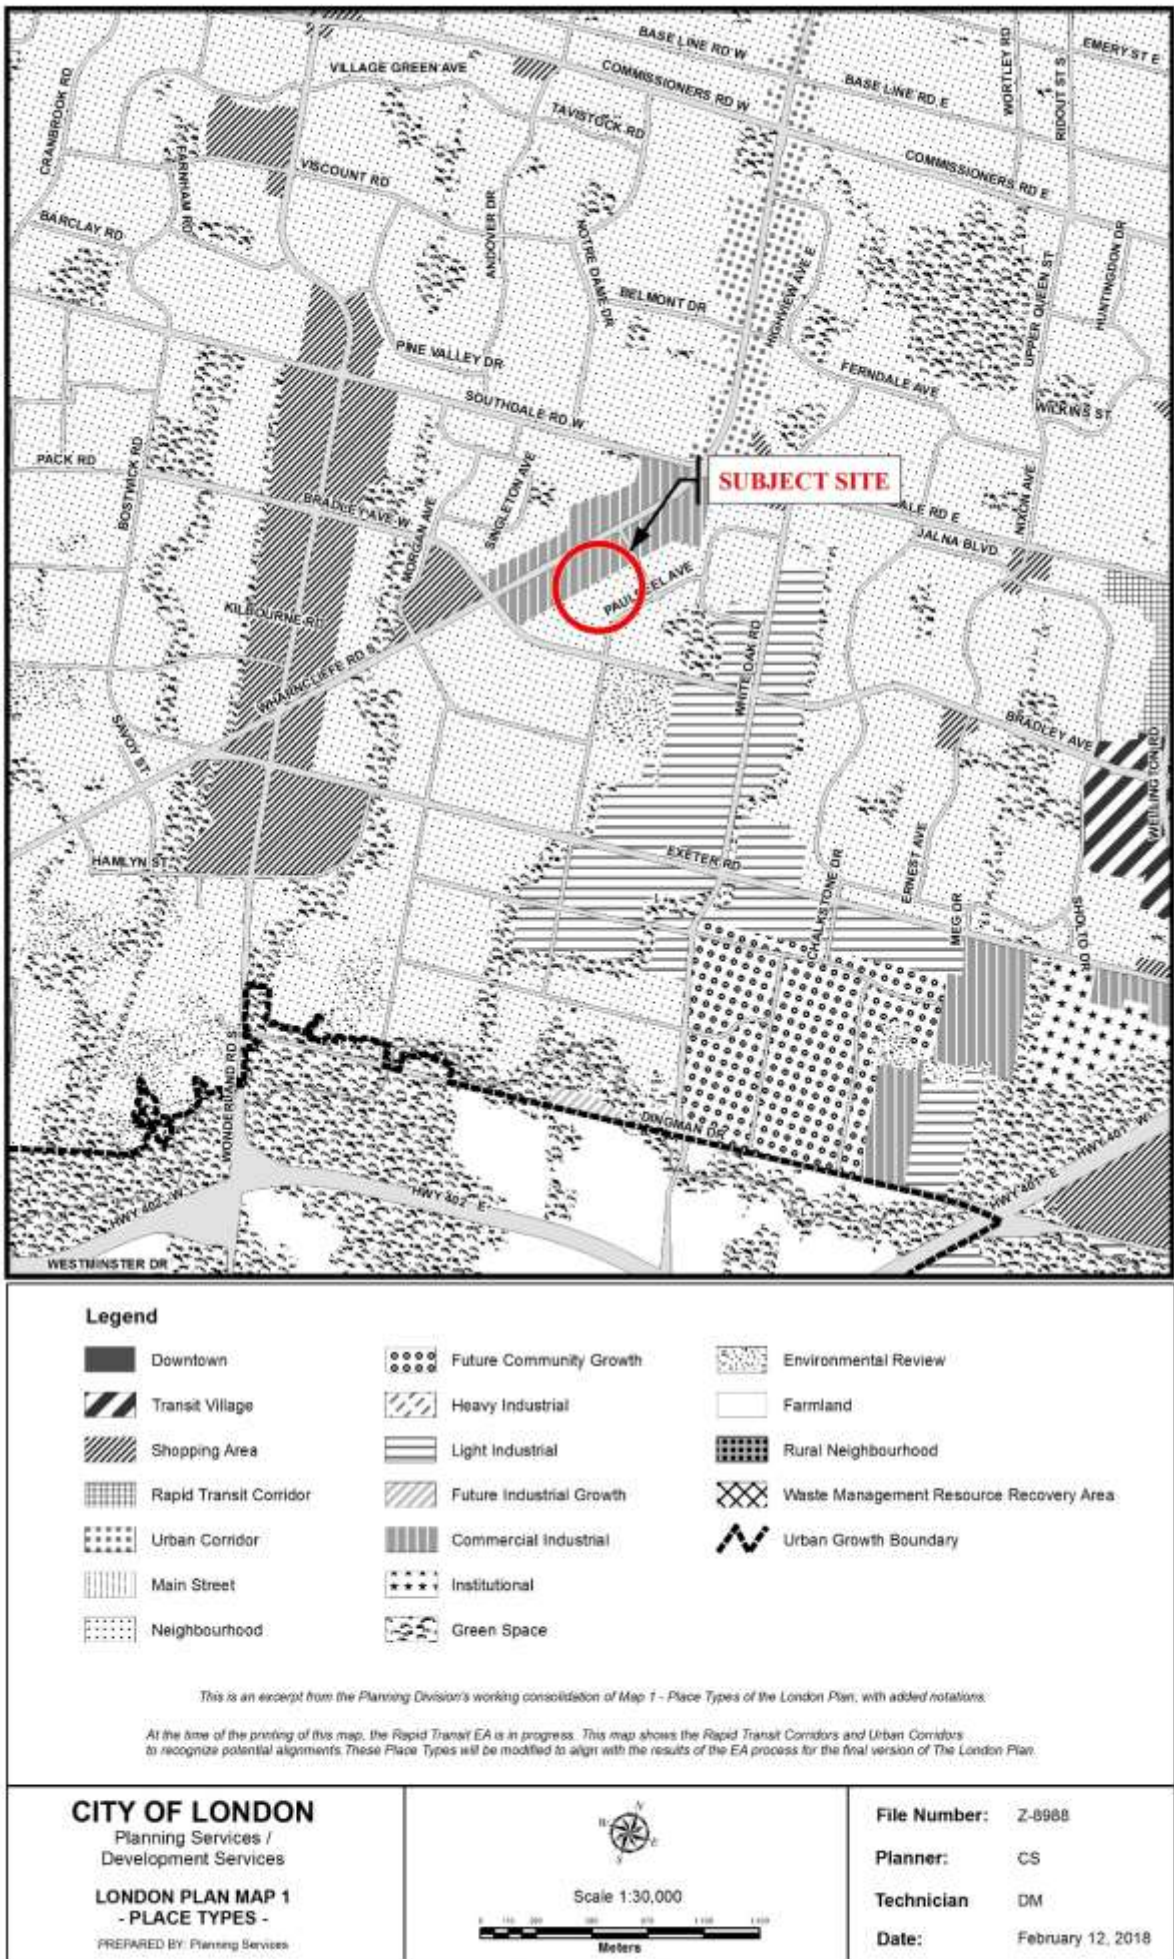 BASE LINE RD W
WORTLEY RD
EMERY ST E
VILLAGE GREEN AVE
COMMISSIONERS RD W
BASE LINE RD E
RIDOUT ST S
CRANBROOK RD
TAVISTOCK RD
FARNHAM RD
VISCOUNT RD
COMMISSIONERS RD E
BARCLAY RD
ANDOVER DR
NOTRE DAME DR
HIGHVIEW AVE E
UPPER QUEEN ST
HUNTINGDON DR
BELMONT DR
PINE VALLEY DR
FERNDALE AVE
SOUTHDALE RD W
WILKINS ST
PACK RD
BOSTWICK RD
SINGLETON AVE
SUBJECT SITE
NIXON AVE
BRADLEY AVE W
MORGAN AVE
DALE RD E
JALNA BLVD
KILBOURNE RD
PAUL EL AVE
WHITE OAK RD
WHARNCLIFFE RD S
SAVOY ST
BRADLEY AVE
WELLINGTON RD
HAMLYN ST
EXETER RD
CHALKSTONE DR
ERNEST AVE
MEG DR
SHOLTO DR
WONDERLAND RD S
DINGMAN DR
HWY 401 W
HWY 402 W
HWY 402 E
HWY 401 E
WESTMINSTER DR
Legend
Downtown
Transit Village
Shopping Area
Rapid Transit Corridor
Urban Corridor
Main Street
Neighbourhood
Future Community Growth
Heavy Industrial
Light Industrial
Future Industrial Growth
Commercial Industrial
Institutional
Green Space
Environmental Review
Farmland
Rural Neighbourhood
Waste Management Resource Recovery Area
Urban Growth Boundary
This is an excerpt from the Planning Division's working consolidation of Map 1 - Place Types of the London Plan, with added notations.
At the time of the printing of this map, the Rapid Transit EA is in progress. This map shows the Rapid Transit Corridors and Urban Corridors
to recognize potential alignments. These Place Types will be modified to align with the results of the EA process for the final version of The London Plan.
CITY OF LONDON
Planning Services /
Development Services
LONDON PLAN MAP 1
- PLACE TYPES -
PREPARED BY: Planning Services
N
W
E
S
Scale 1:30,000
Meters
File Number: Z-8988
Planner: CS
Technician DM
Date: February 12, 2018